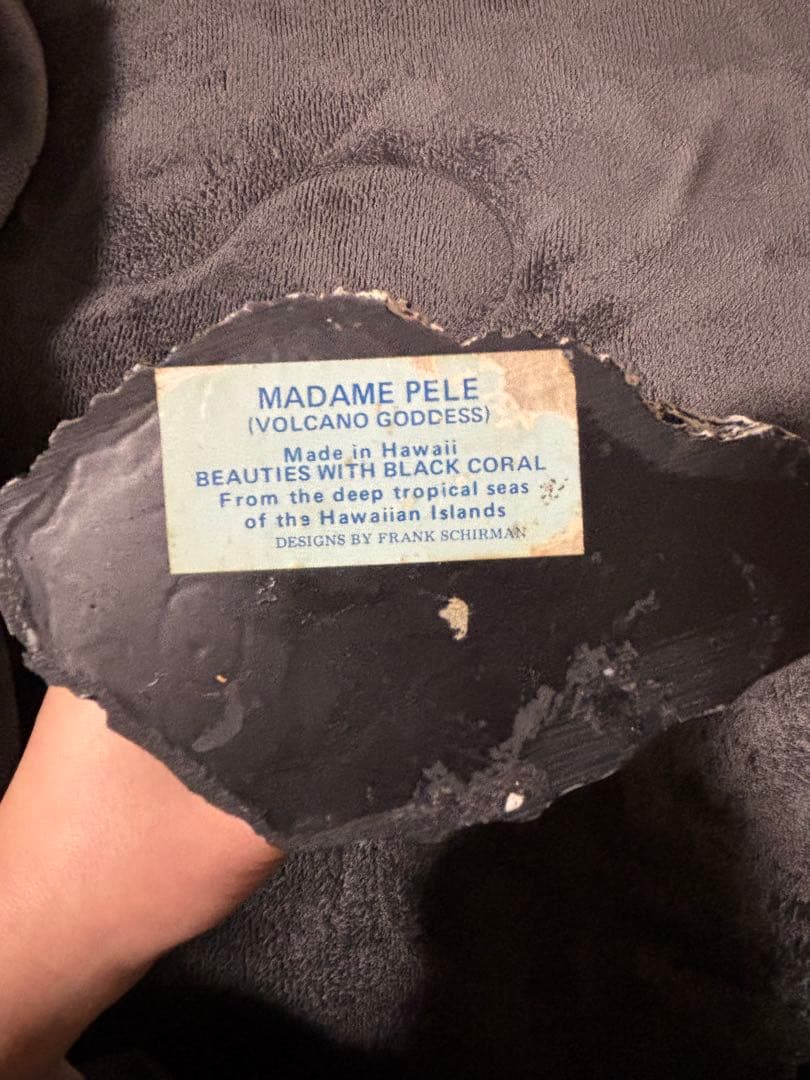 MADAME PELE
(VOLCANO GODDESS)
Made in Hawaii
BEAUTIES WITH BLACK CORAL
From the deep tropical seas
of the Hawaiian Islands
DESIGNS BY FRANK SCHIRMAN